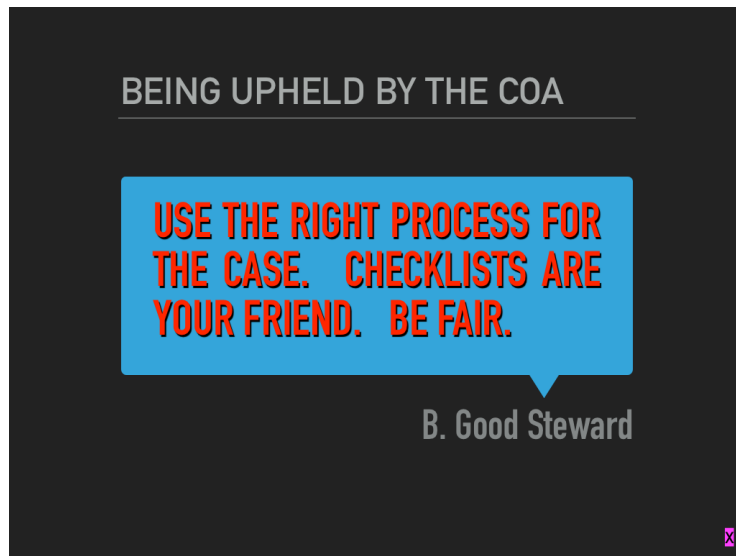 BEING UPHELD BY THE COA
USE THE RIGHT PROCESS FOR
THE CASE. CHECKLISTS ARE
YOUR FRIEND. BE FAIR.
B. Good Steward
X